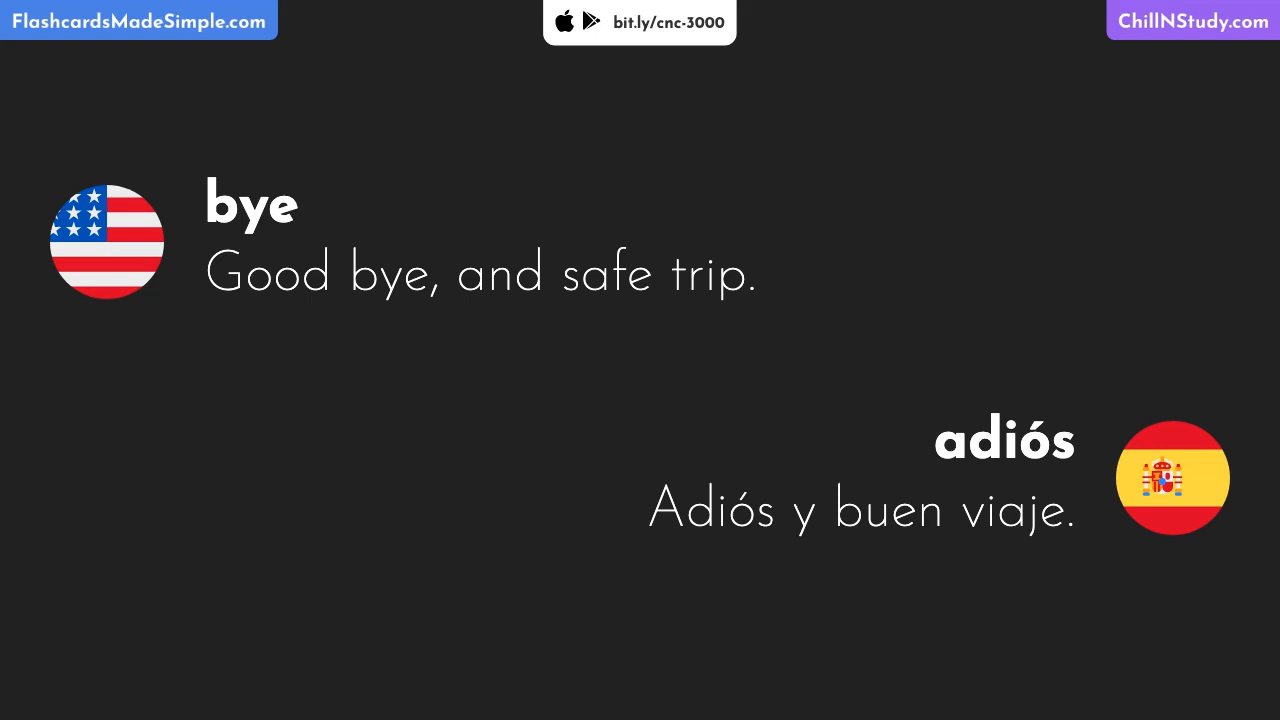 FlashcardsMadeSimple.com
bit.ly/cnc-3000
ChillNStudy.com
bye
Good bye, and safe trip.
adiós
Adiós y buen viaje.